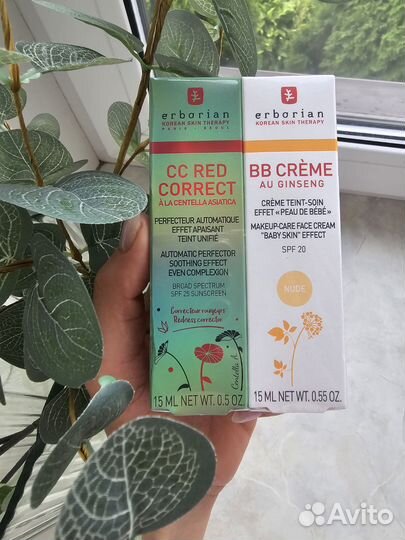 erborian
KOREAN SKIN THERAPY
PARIS - SEOUL
CC RED
CORRECT
À LA CENTELLA ASIATICA
PERFECTEUR AUTOMATIQUE
EFFET APAISANT
TEINT UNIFIÉ
AUTOMATIC PERFECTOR
SOOTHING EFFECT
EVEN COMPLEXION
BROAD SPECTRUM
SPF 25 SUNSCREEN
Correcteur rougeurs
Redness corrector
Centella A.
15 ML NET WT. 0.5 OZ.
erborian
KOREAN SKIN THERAPY
BB CRÈME
AU GINSENG
CRÈME TEINT-SOIN
EFFET «PEAU DE BÉBÉ»
MAKEUP-CARE FACE CREAM
"BABY SKIN" EFFECT
SPF 20
NUDE
15 ML NET WT. 0.55 OZ.
Avito